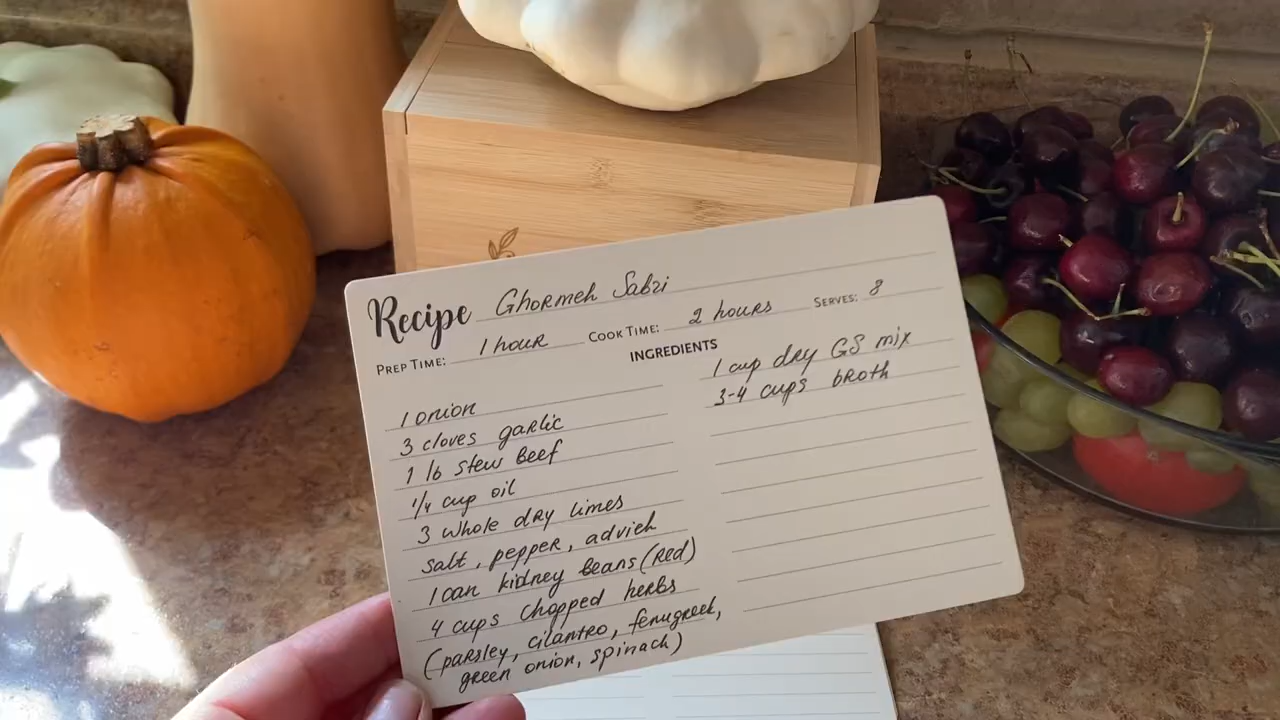 Recipe Ghormeh Sabzi
PREP TIME: 1 hour COOK TIME: 2 hours SERVES: 8
INGREDIENTS
1 onion
3 cloves garlic
1 lb stew beef
1/4 cup oil
3 whole dry limes
salt, pepper, advieh
1 can kidney beans (red)
4 cups chopped herbs
(parsley, cilantro, fenugreek,
green onion, spinach)
1 cup dry GS mix
3-4 cups broth